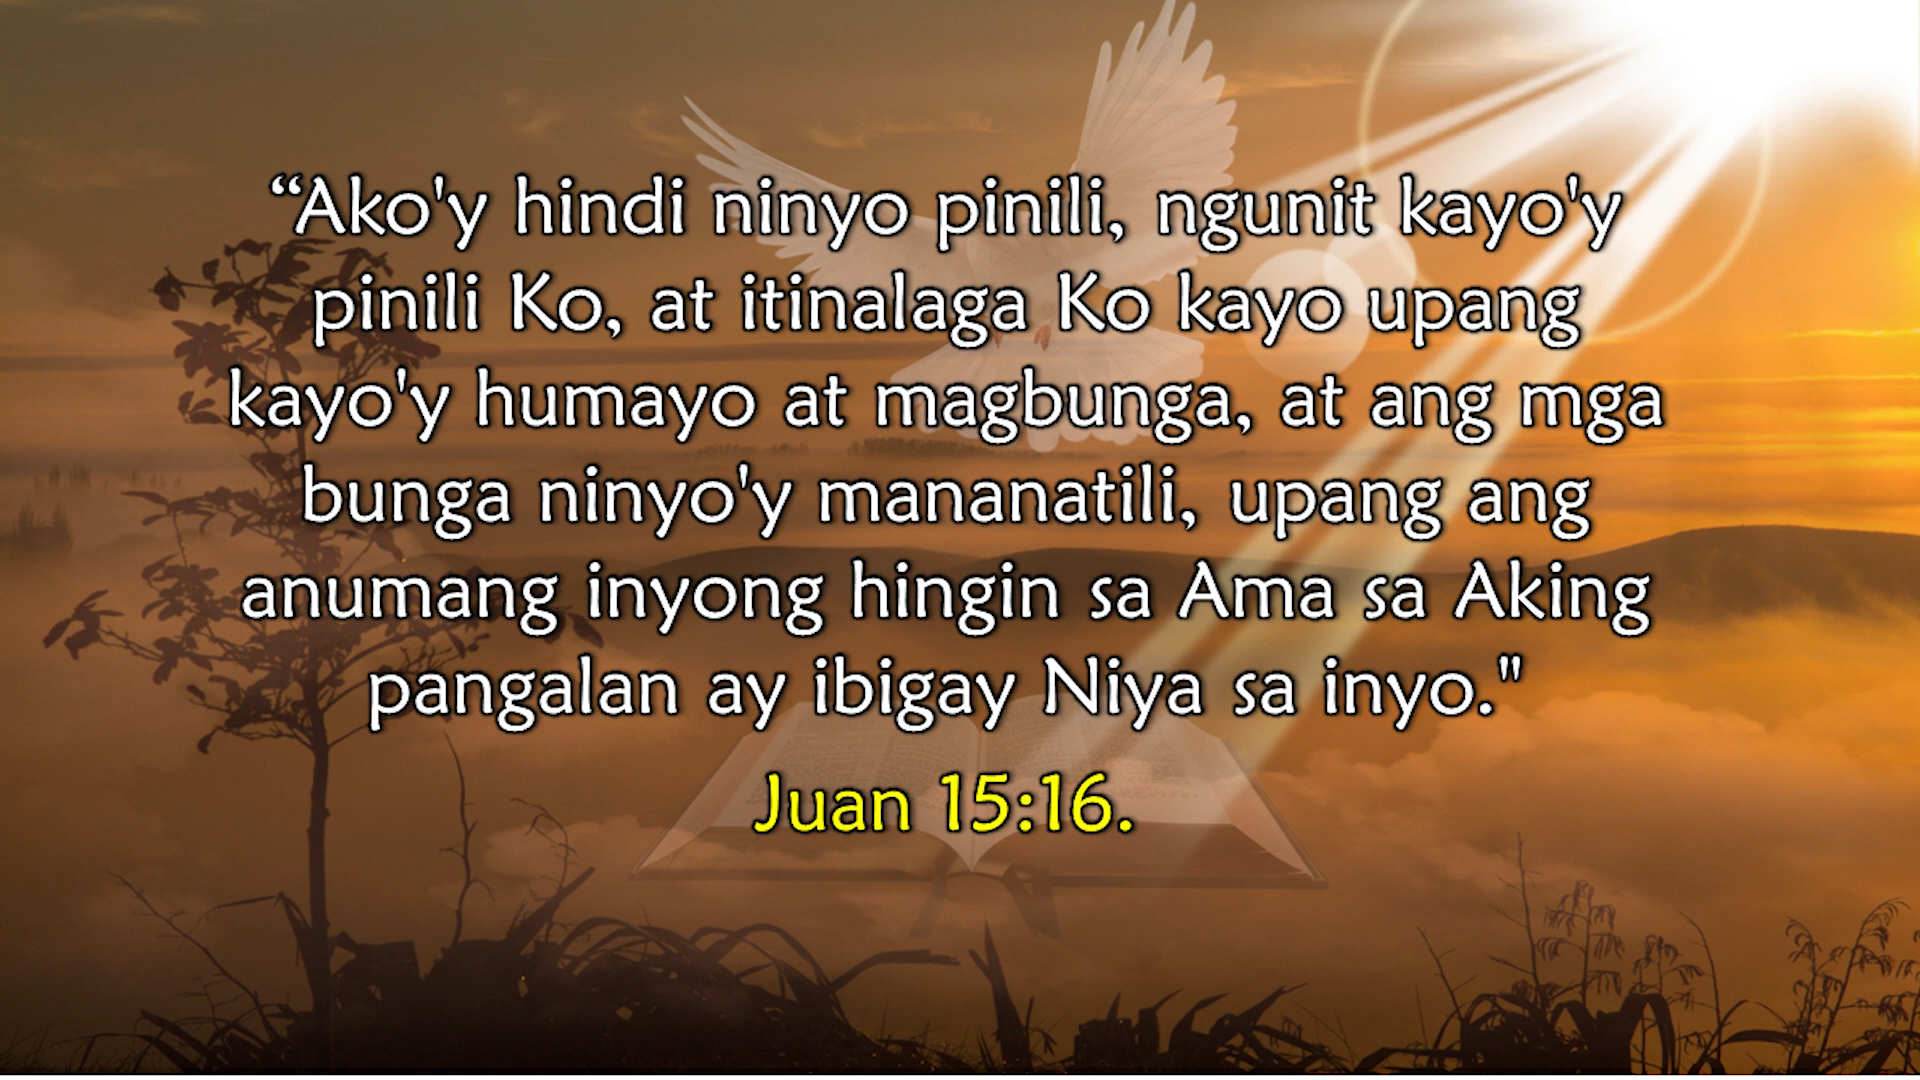 “Ako'y hindi ninyo pinili, ngunit kayo'y
pinili Ko, at itinalaga Ko kayo upang
kayo'y humayo at magbunga, at ang mga
bunga ninyo'y mananatili, upang ang
anumang inyong hingin sa Ama sa Aking
pangalan ay ibigay Niya sa inyo."
Juan 15:16.